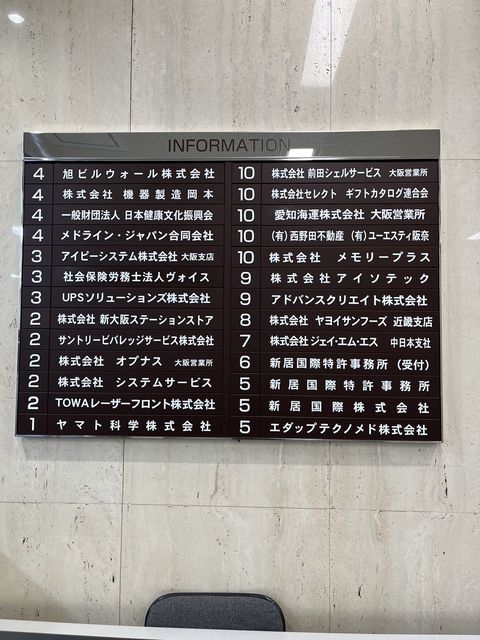 INFORMATION
4 旭ビルウォール株式会社
4 株式会社 機器製造岡本
4 一般財団法人 日本健康文化振興会
4 メドライン・ジャパン合同会社
3 アイビーシステム株式会社 大阪支店
3 社会保険労務士法人ヴォイス
3 UPSソリューションズ株式会社
2 株式会社 新大阪ステーションストア
2 サントリービバレッジサービス株式会社
2 株式会社 オプナス 大阪営業所
2 株式会社 システムサービス
2 TOWAレーザーフロント株式会社
1 ヤマト科学株式会社
10 株式会社 前田シェルサービス 大阪営業所
10 株式会社セレクト ギフトカタログ連合会
10 愛知海運株式会社 大阪営業所
10 (有)西野田不動産 (有)ユーエスティ阪奈
10 株式会社 メモリープラス
9 株式会社アイソテック
9 アドバンスクリエイト株式会社
8 株式会社 ヤヨイサンフーズ 近畿支店
7 株式会社ジェイ・エム・エス 中日本支社
6 新居国際特許事務所 (受付)
5 新居国際特許事務所
5 新居国際株式会社
5 エダップテクノメド株式会社